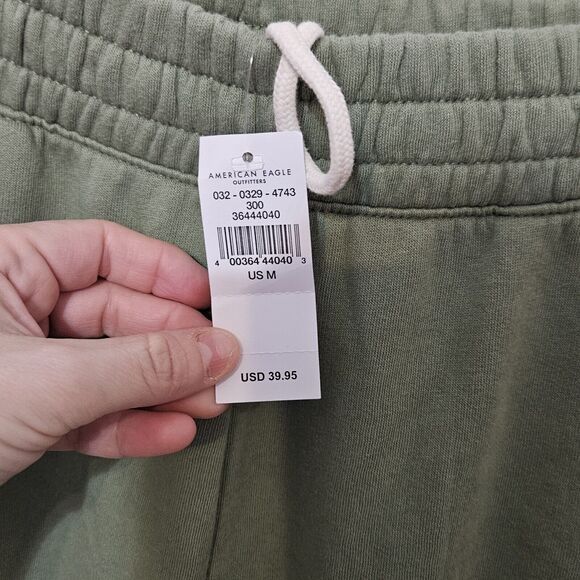 AMERICAN EAGLE
OUTFITTERS
032 - 0329 - 4743
300
36444040
4 00364 44040 3
US M
USD 39.95